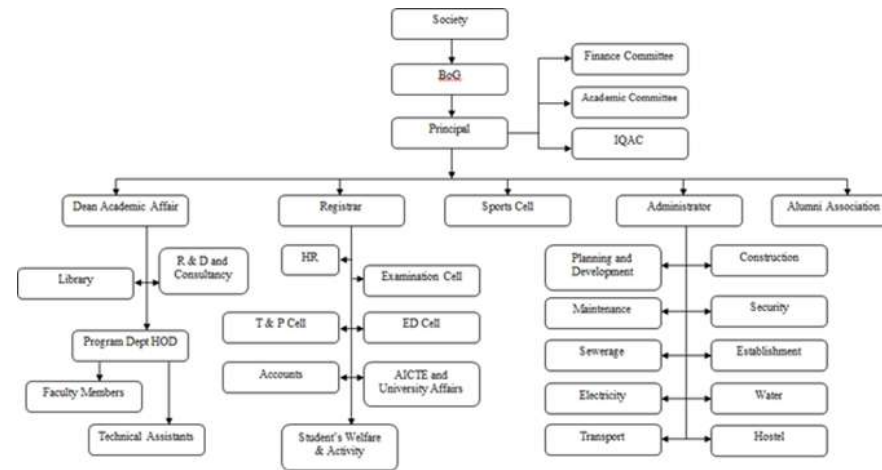 Society
Finance Committee
BoG
Academic Committee
Principal
IQAC
Dean Academic Affair
Registrar
Sports Cell
Administrator
Alumni Association
Library
R & D and
Consultancy
Program Dept HOD
Faculty Members
Technical Assistants
HR
Examination Cell
T & P Cell
ED Cell
Accounts
AICTE and
University Affairs
Student's Welfare
& Activity
Planning and
Development
Construction
Maintenance
Security
Sewerage
Establishment
Electricity
Water
Transport
Hostel